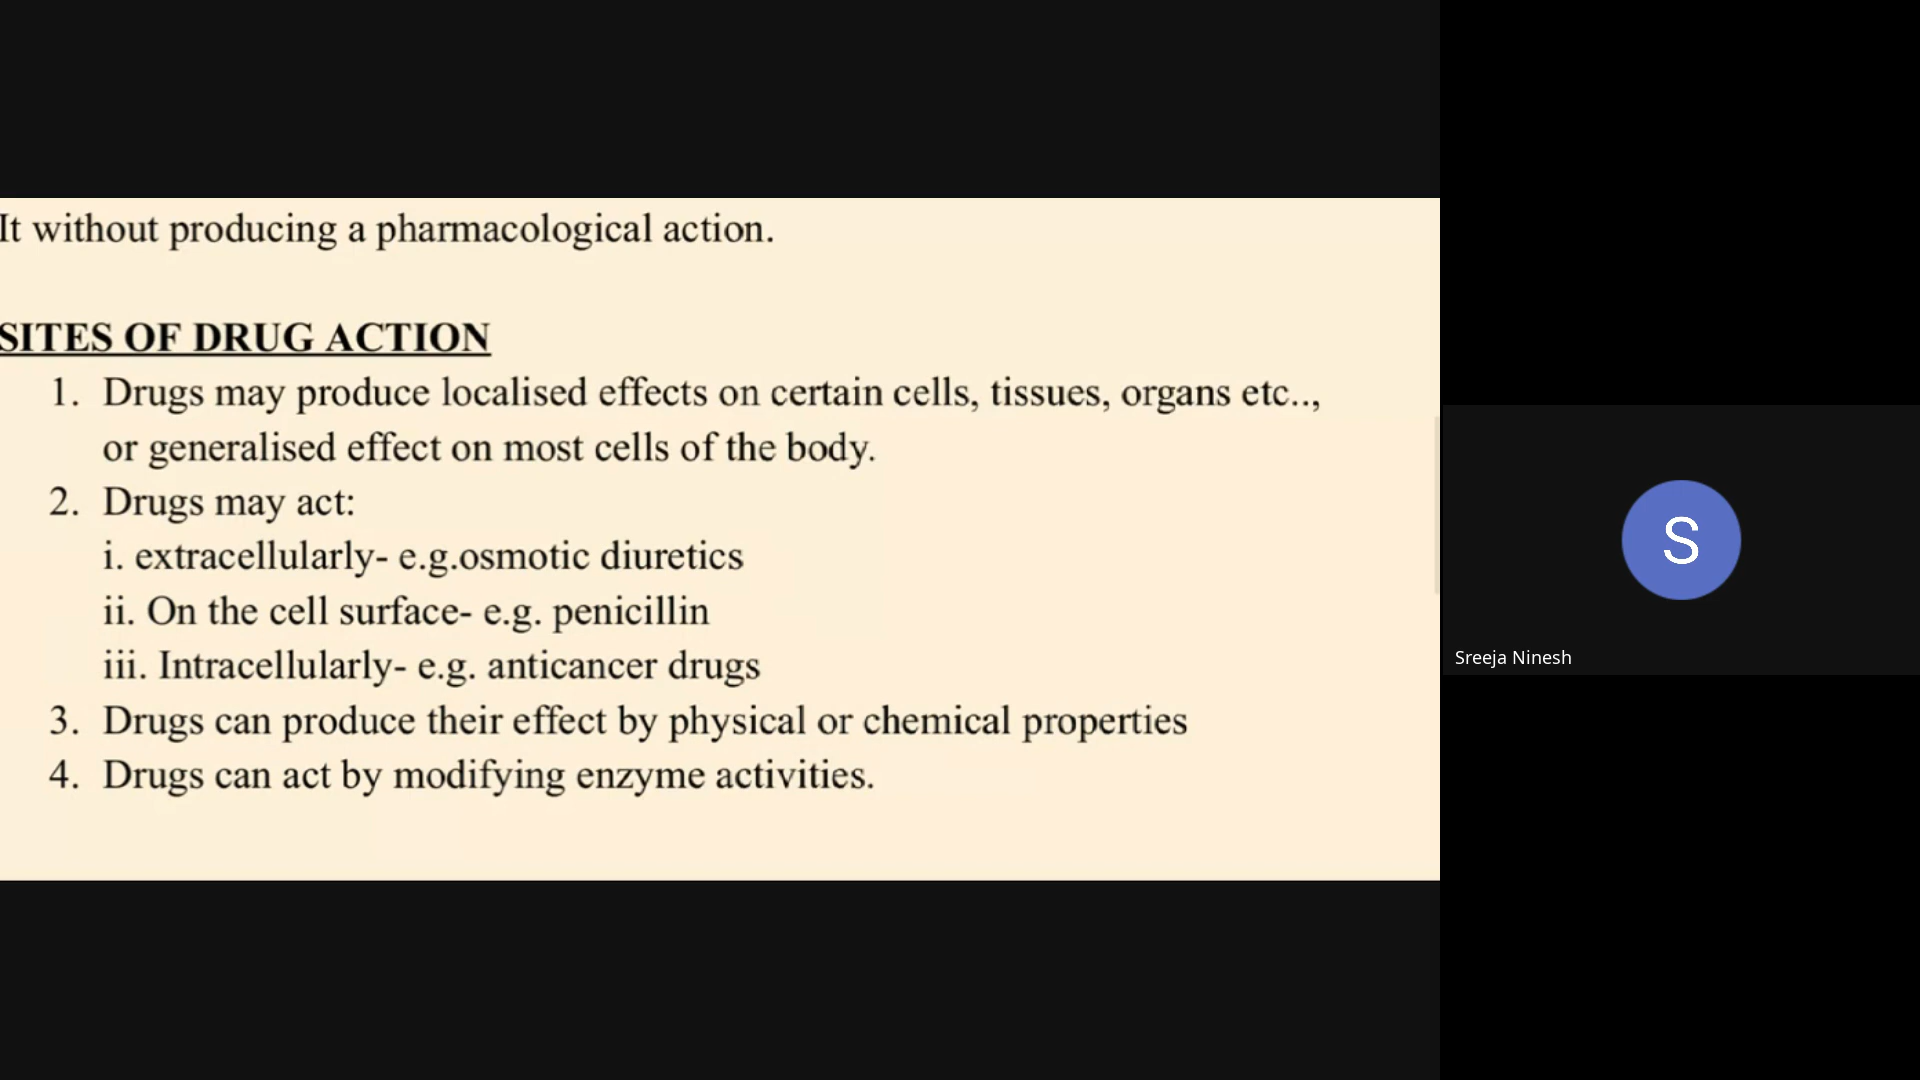 It without producing a pharmacological action.
SITES OF DRUG ACTION
1. Drugs may produce localised effects on certain cells, tissues, organs etc..,
or generalised effect on most cells of the body.
2. Drugs may act:
i. extracellularly- e.g.osmotic diuretics
ii. On the cell surface- e.g. penicillin
iii. Intracellularly- e.g. anticancer drugs
3. Drugs can produce their effect by physical or chemical properties
4. Drugs can act by modifying enzyme activities.
S
Sreeja Ninesh